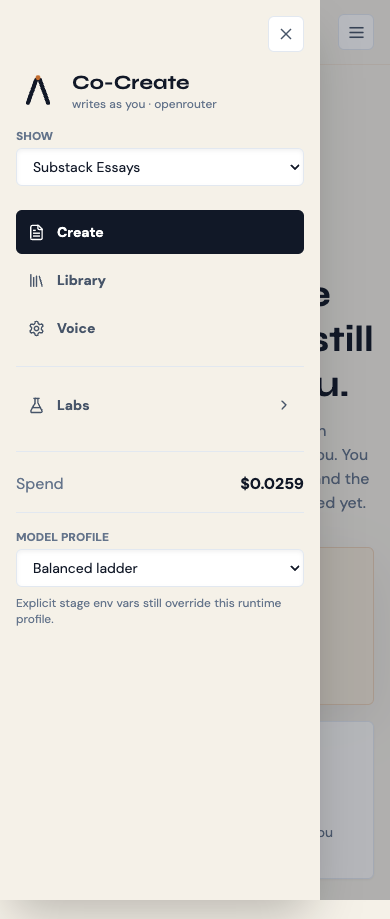 Co-Create
writes as you · openrouter
SHOW
Substack Essays
Create
Library
Voice
Labs
Spend $0.0259
MODEL PROFILE
Balanced ladder
Explicit stage env vars still override this runtime
profile.
still
u.
ou. You
nd the
ed yet.
ou